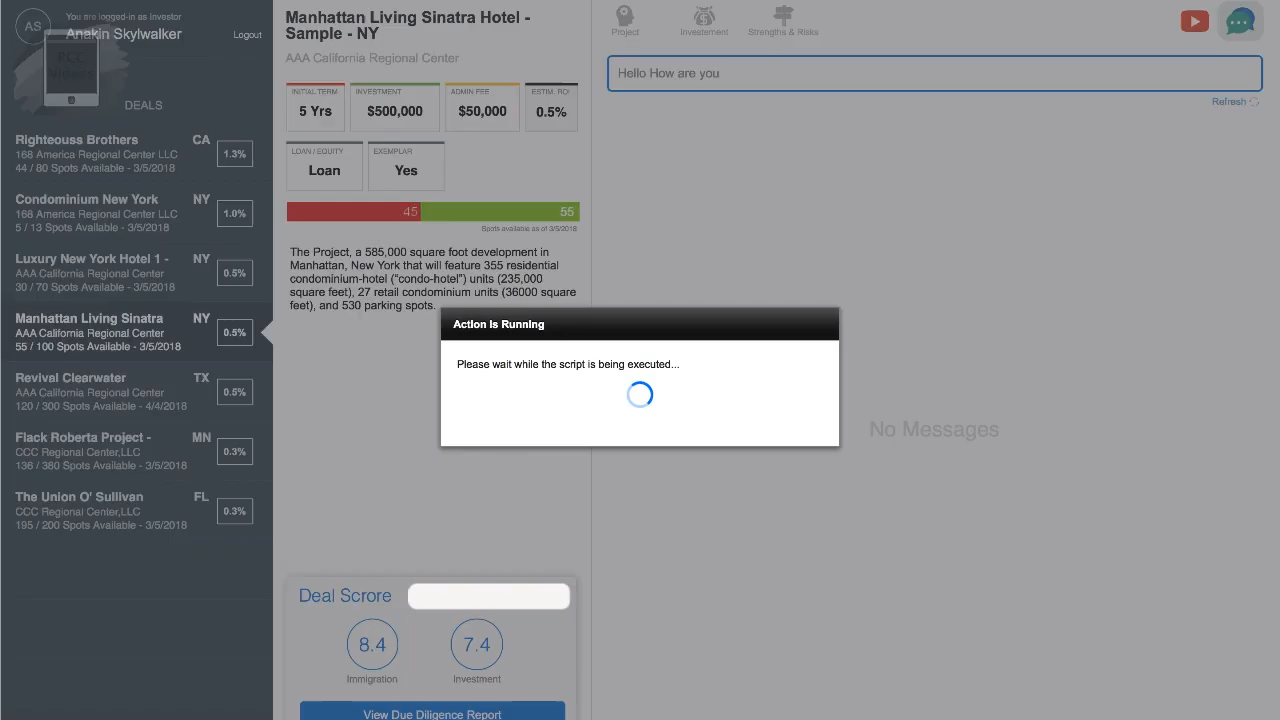 AS
You are logged-in as Investor
Anakin Skylwalker
Logout
RCC
Videos
DEALS
Righteouss Brothers
CA
168 America Regional Center LLC
1.3%
44 / 80 Spots Available - 3/5/2018
Condominium New York
NY
168 America Regional Center LLC
1.0%
5 / 13 Spots Available - 3/5/2018
Luxury New York Hotel 1 -
NY
AAA California Regional Center
0.5%
30 / 70 Spots Available - 3/5/2018
Manhattan Living Sinatra
NY
AAA California Regional Center
0.5%
55 / 100 Spots Available - 3/5/2018
Revival Clearwater
TX
AAA California Regional Center
0.5%
120 / 300 Spots Available - 4/4/2018
Flack Roberta Project -
MN
CCC Regional Center,LLC
0.3%
136 / 380 Spots Available - 3/5/2018
The Union O' Sullivan
FL
CCC Regional Center,LLC
0.3%
195 / 200 Spots Available - 3/5/2018
Manhattan Living Sinatra Hotel -
Sample - NY
AAA California Regional Center
INITIAL TERM
5 Yrs
INVESTMENT
$500,000
ADMIN FEE
$50,000
ESTIM. ROI
0.5%
LOAN / EQUITY
Loan
EXEMPLAR
Yes
45
55
Spots available as of 3/5/2018
The Project, a 585,000 square foot development in
Manhattan, New York that will feature 355 residential
condominium-hotel (“condo-hotel”) units (235,000
square feet), 27 retail condominium units (36000 square
feet), and 530 parking spots.
Deal Scrore
8.4
Immigration
7.4
Investment
View Due Diligence Report
Project
Investement
Strengths & Risks
Hello How are you
Refresh
No Messages
Action is Running
Please wait while the script is being executed...